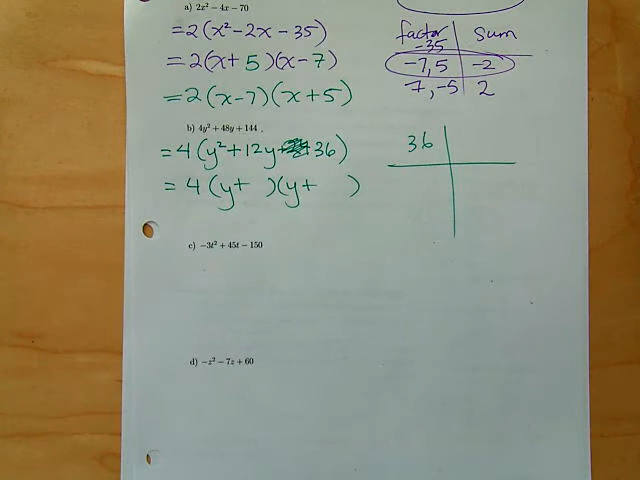 a) 2x² − 4x − 70
=2(x²−2x−35)
=2(x+5)(x−7)
=2(x−7)(x+5)
factor sum
-35
-7,5 -2
7,-5 2
b) 4y² + 48y + 144 .
=4(y²+12y+36)
=4(y+ )(y+ )
36
c) −3t² + 45t − 150
d) −z² − 7z + 60